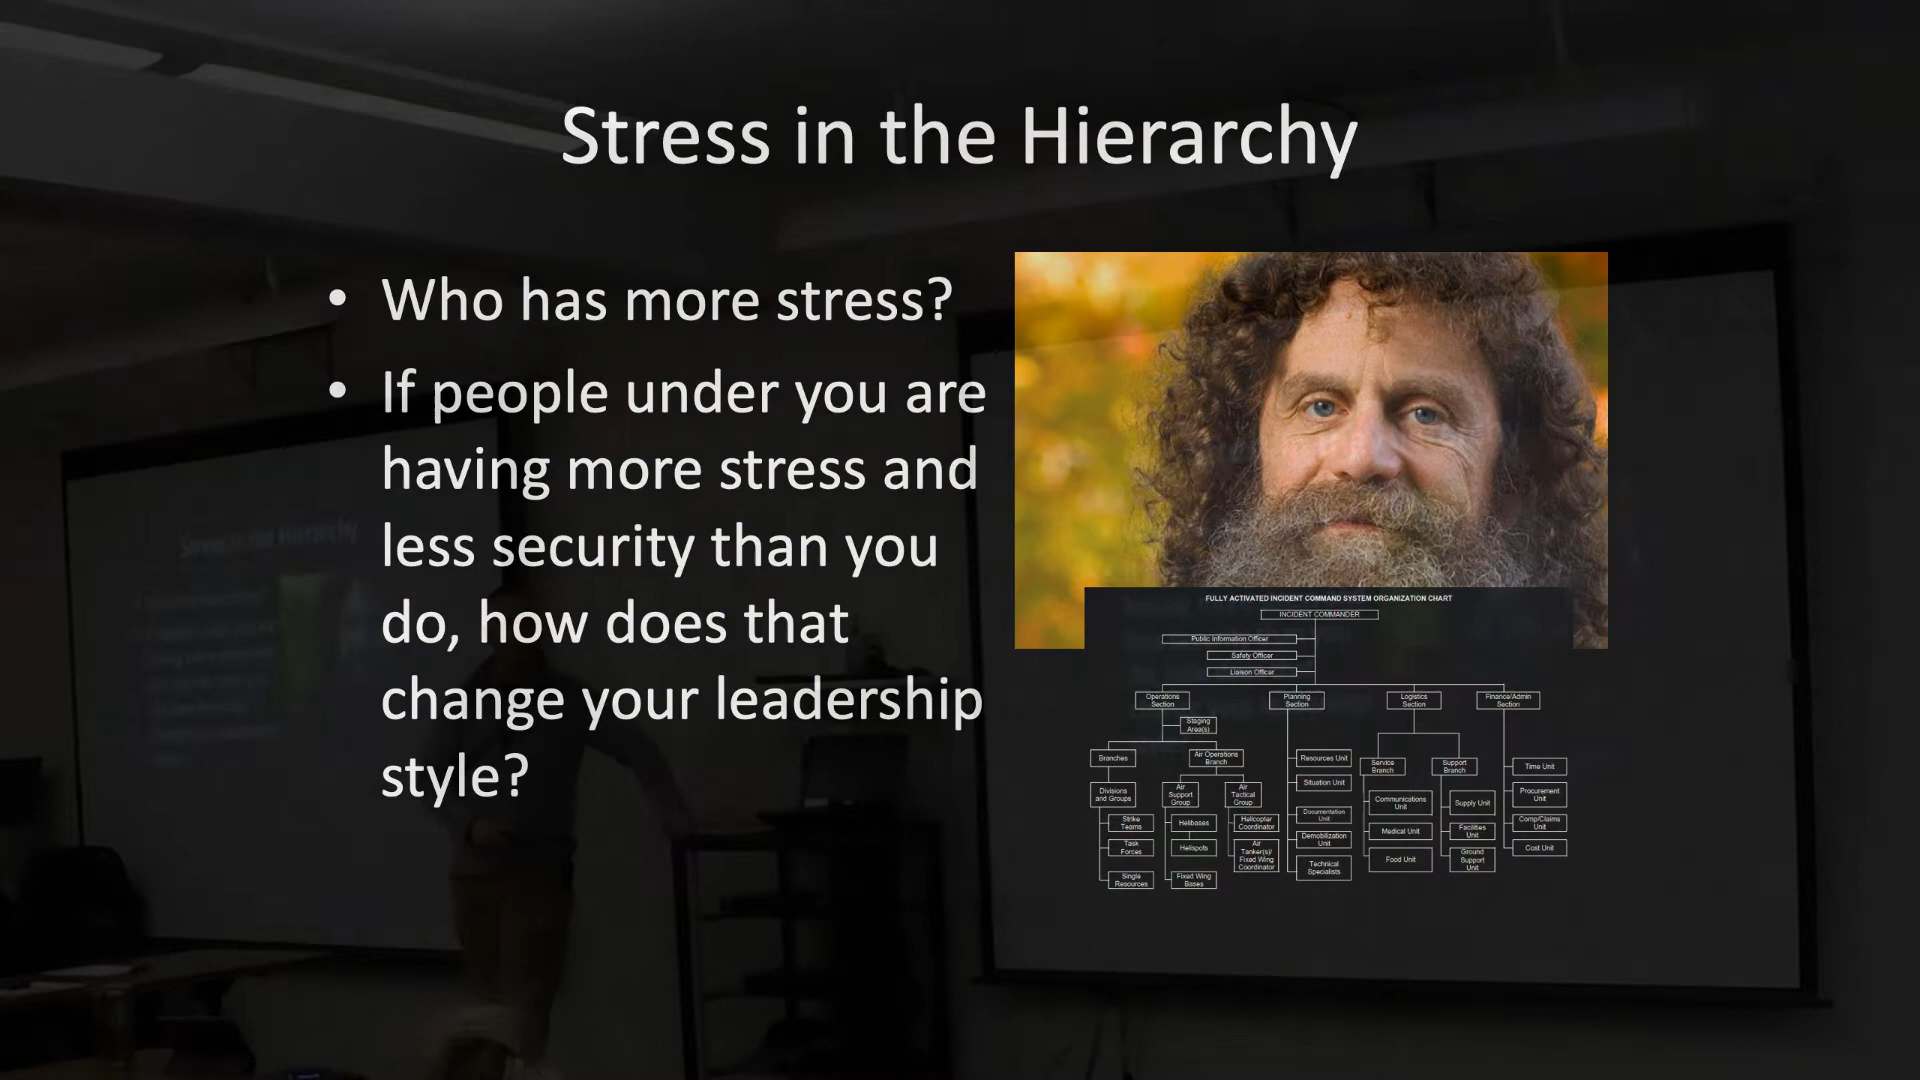 Stress in the Hierarchy
• Who has more stress?
• If people under you are
having more stress and
less security than you
do, how does that
change your leadership
style?
FULLY ACTIVATED INCIDENT COMMAND SYSTEM ORGANIZATION CHART
INCIDENT COMMANDER
Public Information Officer
Safety Officer
Liaison Officer
Operations
Section
Planning
Section
Logistics
Section
Finance/Admin
Section
Staging
Area(s)
Branches
Air Operations
Branch
Divisions
and Groups
Air
Support
Group
Air
Tactical
Group
Strike
Teams
Task
Forces
Single
Resources
Helibases
Helispots
Fixed Wing
Bases
Helicopter
Coordinator
Air
Tanker(s)/
Fixed Wing
Coordinator
Resources Unit
Situation Unit
Documentation
Unit
Demobilization
Unit
Technical
Specialists
Service
Branch
Support
Branch
Communications
Unit
Medical Unit
Food Unit
Supply Unit
Facilities
Unit
Ground
Support
Unit
Time Unit
Procurement
Unit
Comp/Claims
Unit
Cost Unit
Stress in the Hierarchy